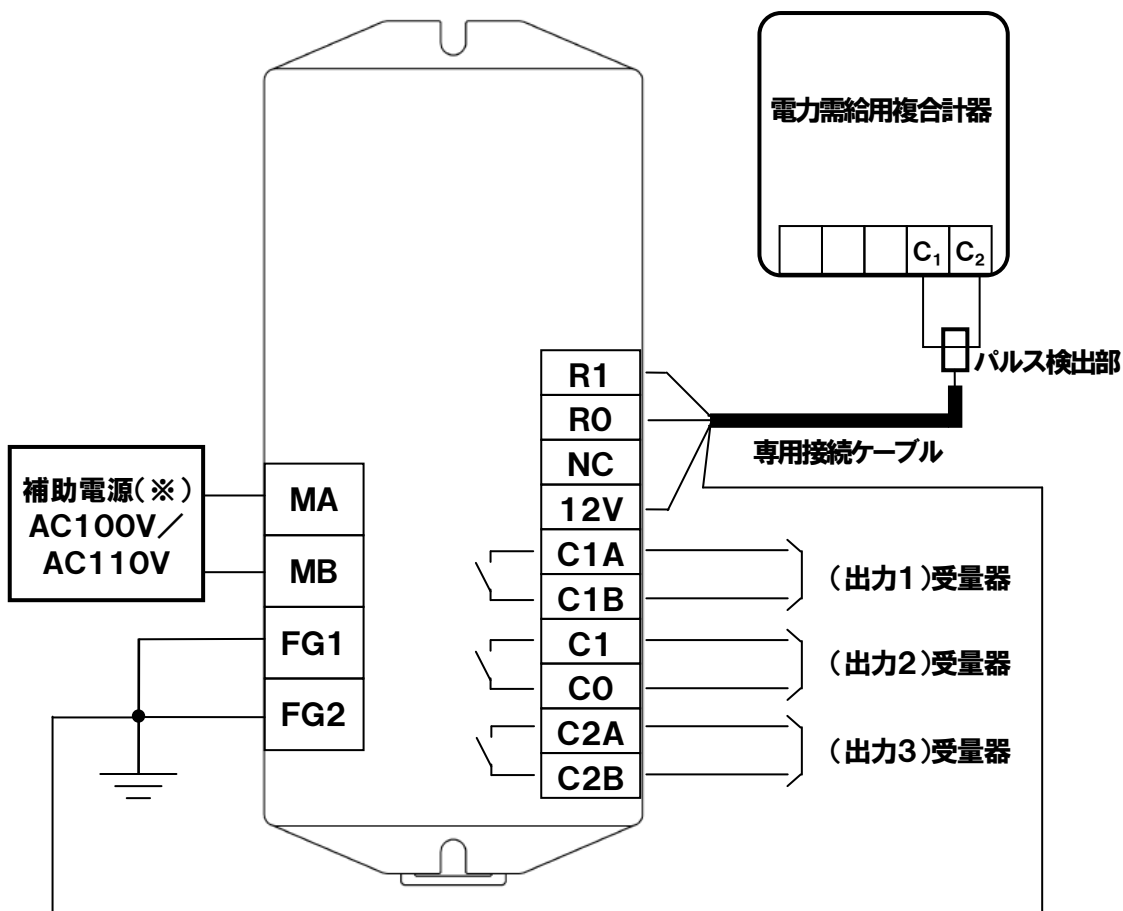 電力需給用複合計器
C₁ C₂
パルス検出部
専用接続ケーブル
補助電源(※)
AC100V／
AC110V
MA
MB
FG1
FG2
R1
R0
NC
12V
C1A
C1B
C1
C0
C2A
C2B
(出力1)受量器
(出力2)受量器
(出力3)受量器